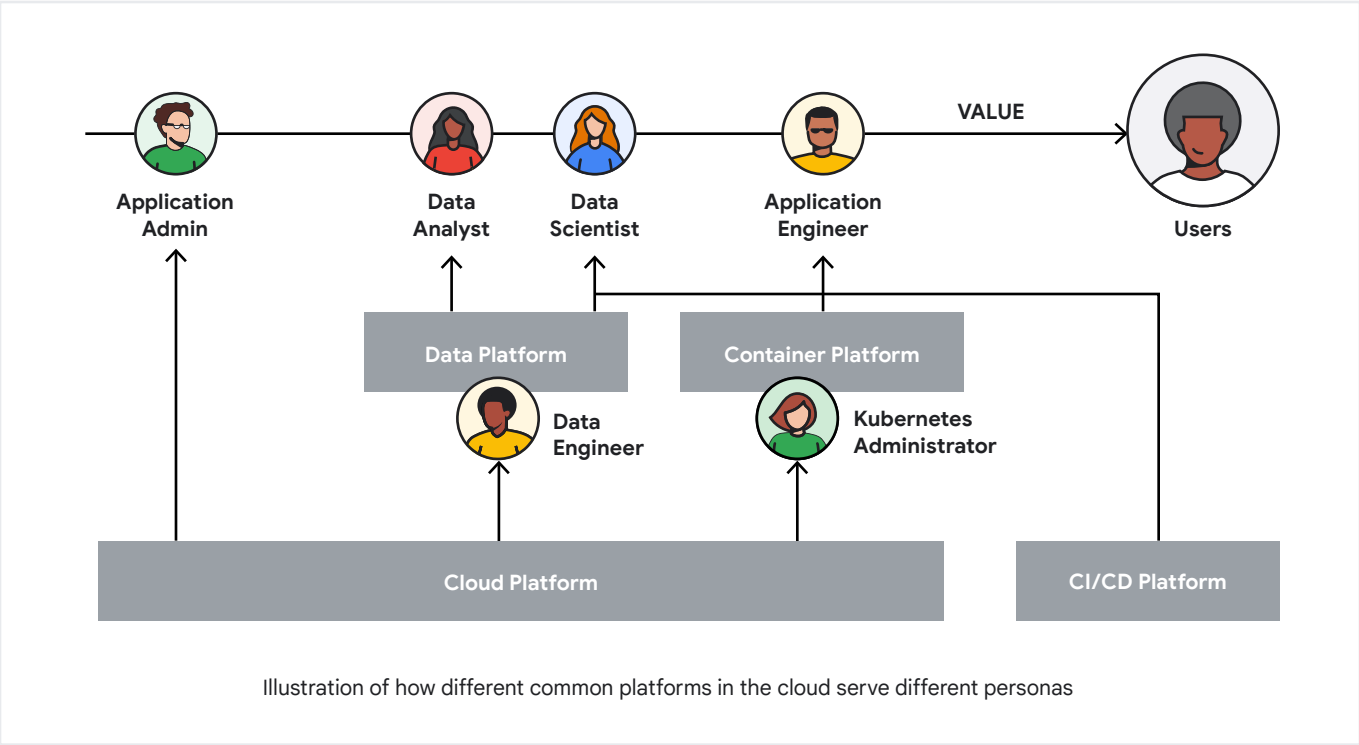 VALUE
Application
Admin
Data
Analyst
Data
Scientist
Application
Engineer
Users
Data Platform
Container Platform
Data
Engineer
Kubernetes
Administrator
Cloud Platform
CI/CD Platform
Illustration of how different common platforms in the cloud serve different personas